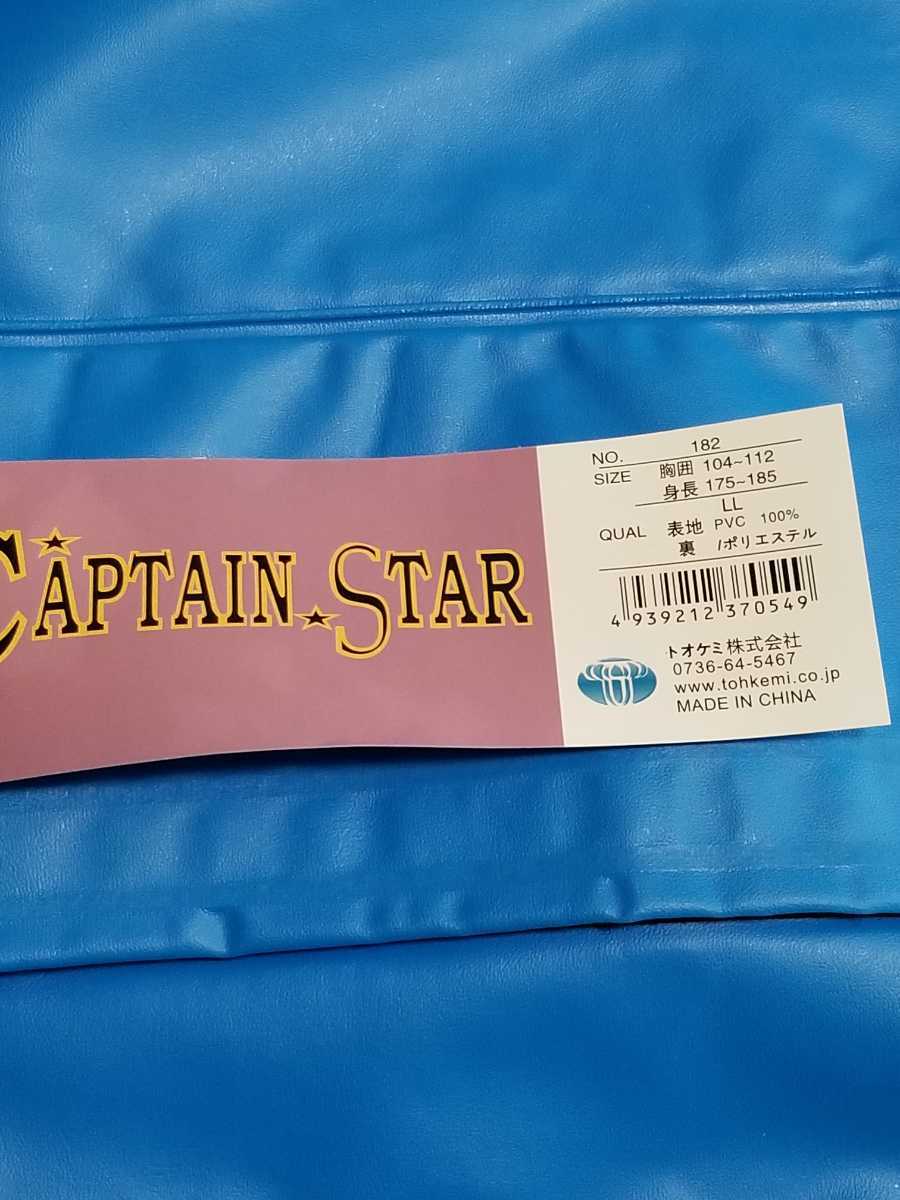 CAPTAIN STAR
NO. 182
SIZE 胸囲 104~112
身長 175~185
LL
QUAL 表地 PVC 100%
裏 /ポリエステル
4 939212 370549
トオケミ株式会社
0736-64-5467
www.tohkemi.co.jp
MADE IN CHINA